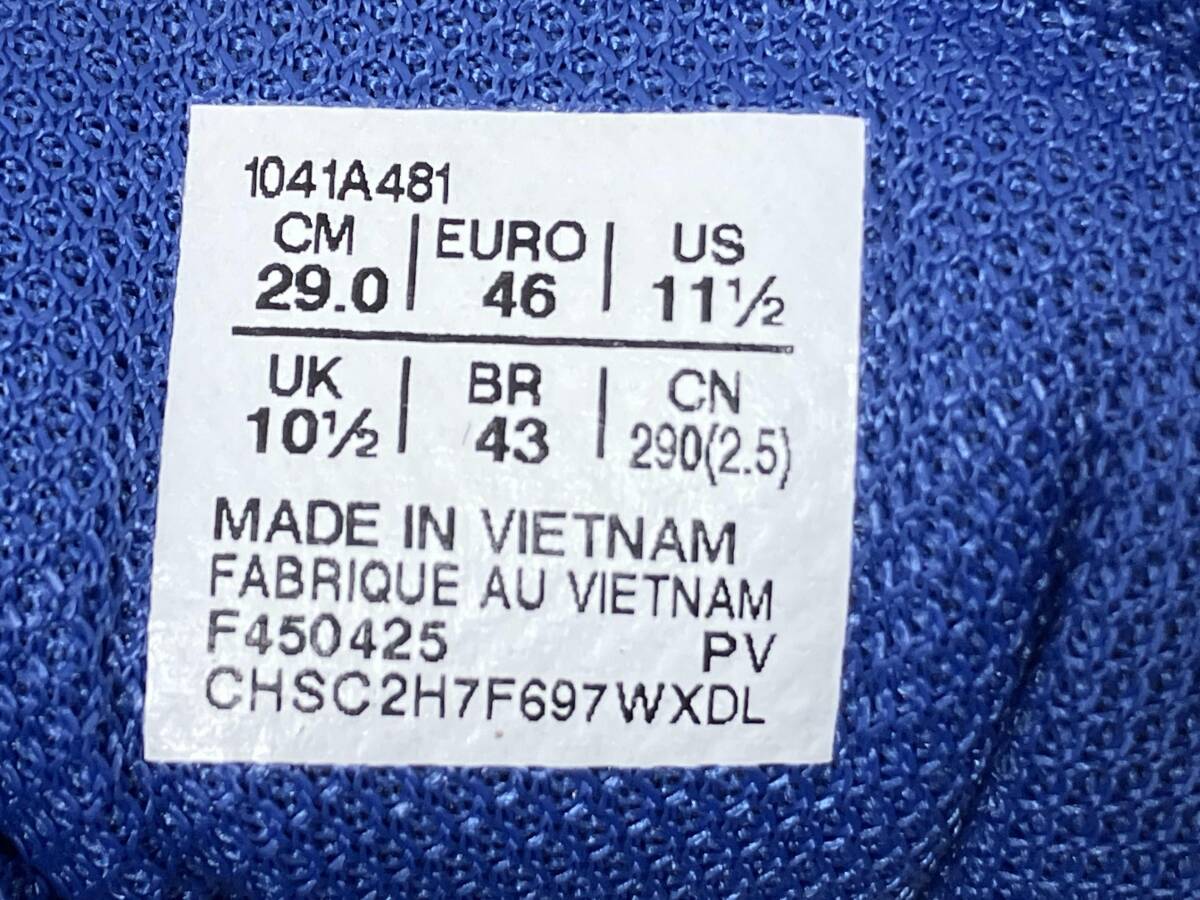 1041A481
CM | EURO | US
29.0 | 46 | 11½
UK | BR | CN
10½ | 43 | 290(2.5)
MADE IN VIETNAM
FABRIQUE AU VIETNAM
F450425 PV
CHSC2H7F697WXDL